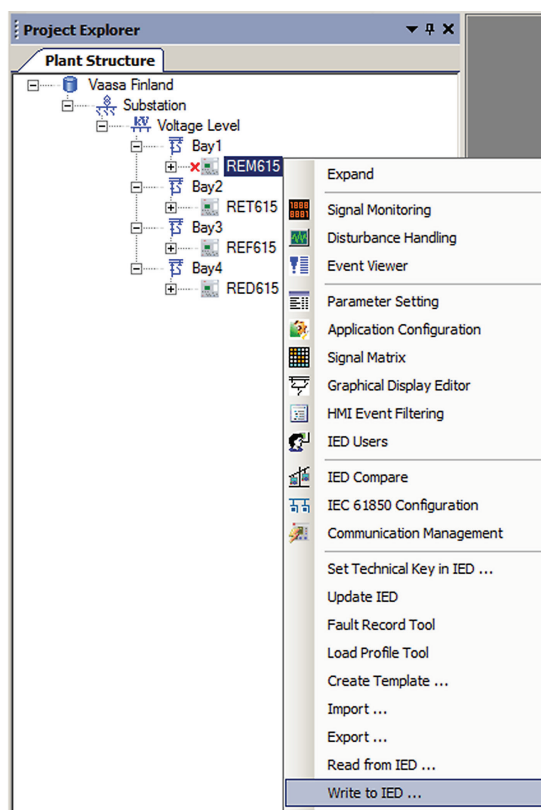 Project Explorer
Plant Structure
Vaasa Finland
Substation
KV Voltage Level
Bay1
REM615
Bay2
RET615
Bay3
REF615
Bay4
RED615
Expand
Signal Monitoring
Disturbance Handling
Event Viewer
Parameter Setting
Application Configuration
Signal Matrix
Graphical Display Editor
HMI Event Filtering
IED Users
IED Compare
IEC 61850 Configuration
Communication Management
Set Technical Key in IED ...
Update IED
Fault Record Tool
Load Profile Tool
Create Template ...
Import ...
Export ...
Read from IED ...
Write to IED ...